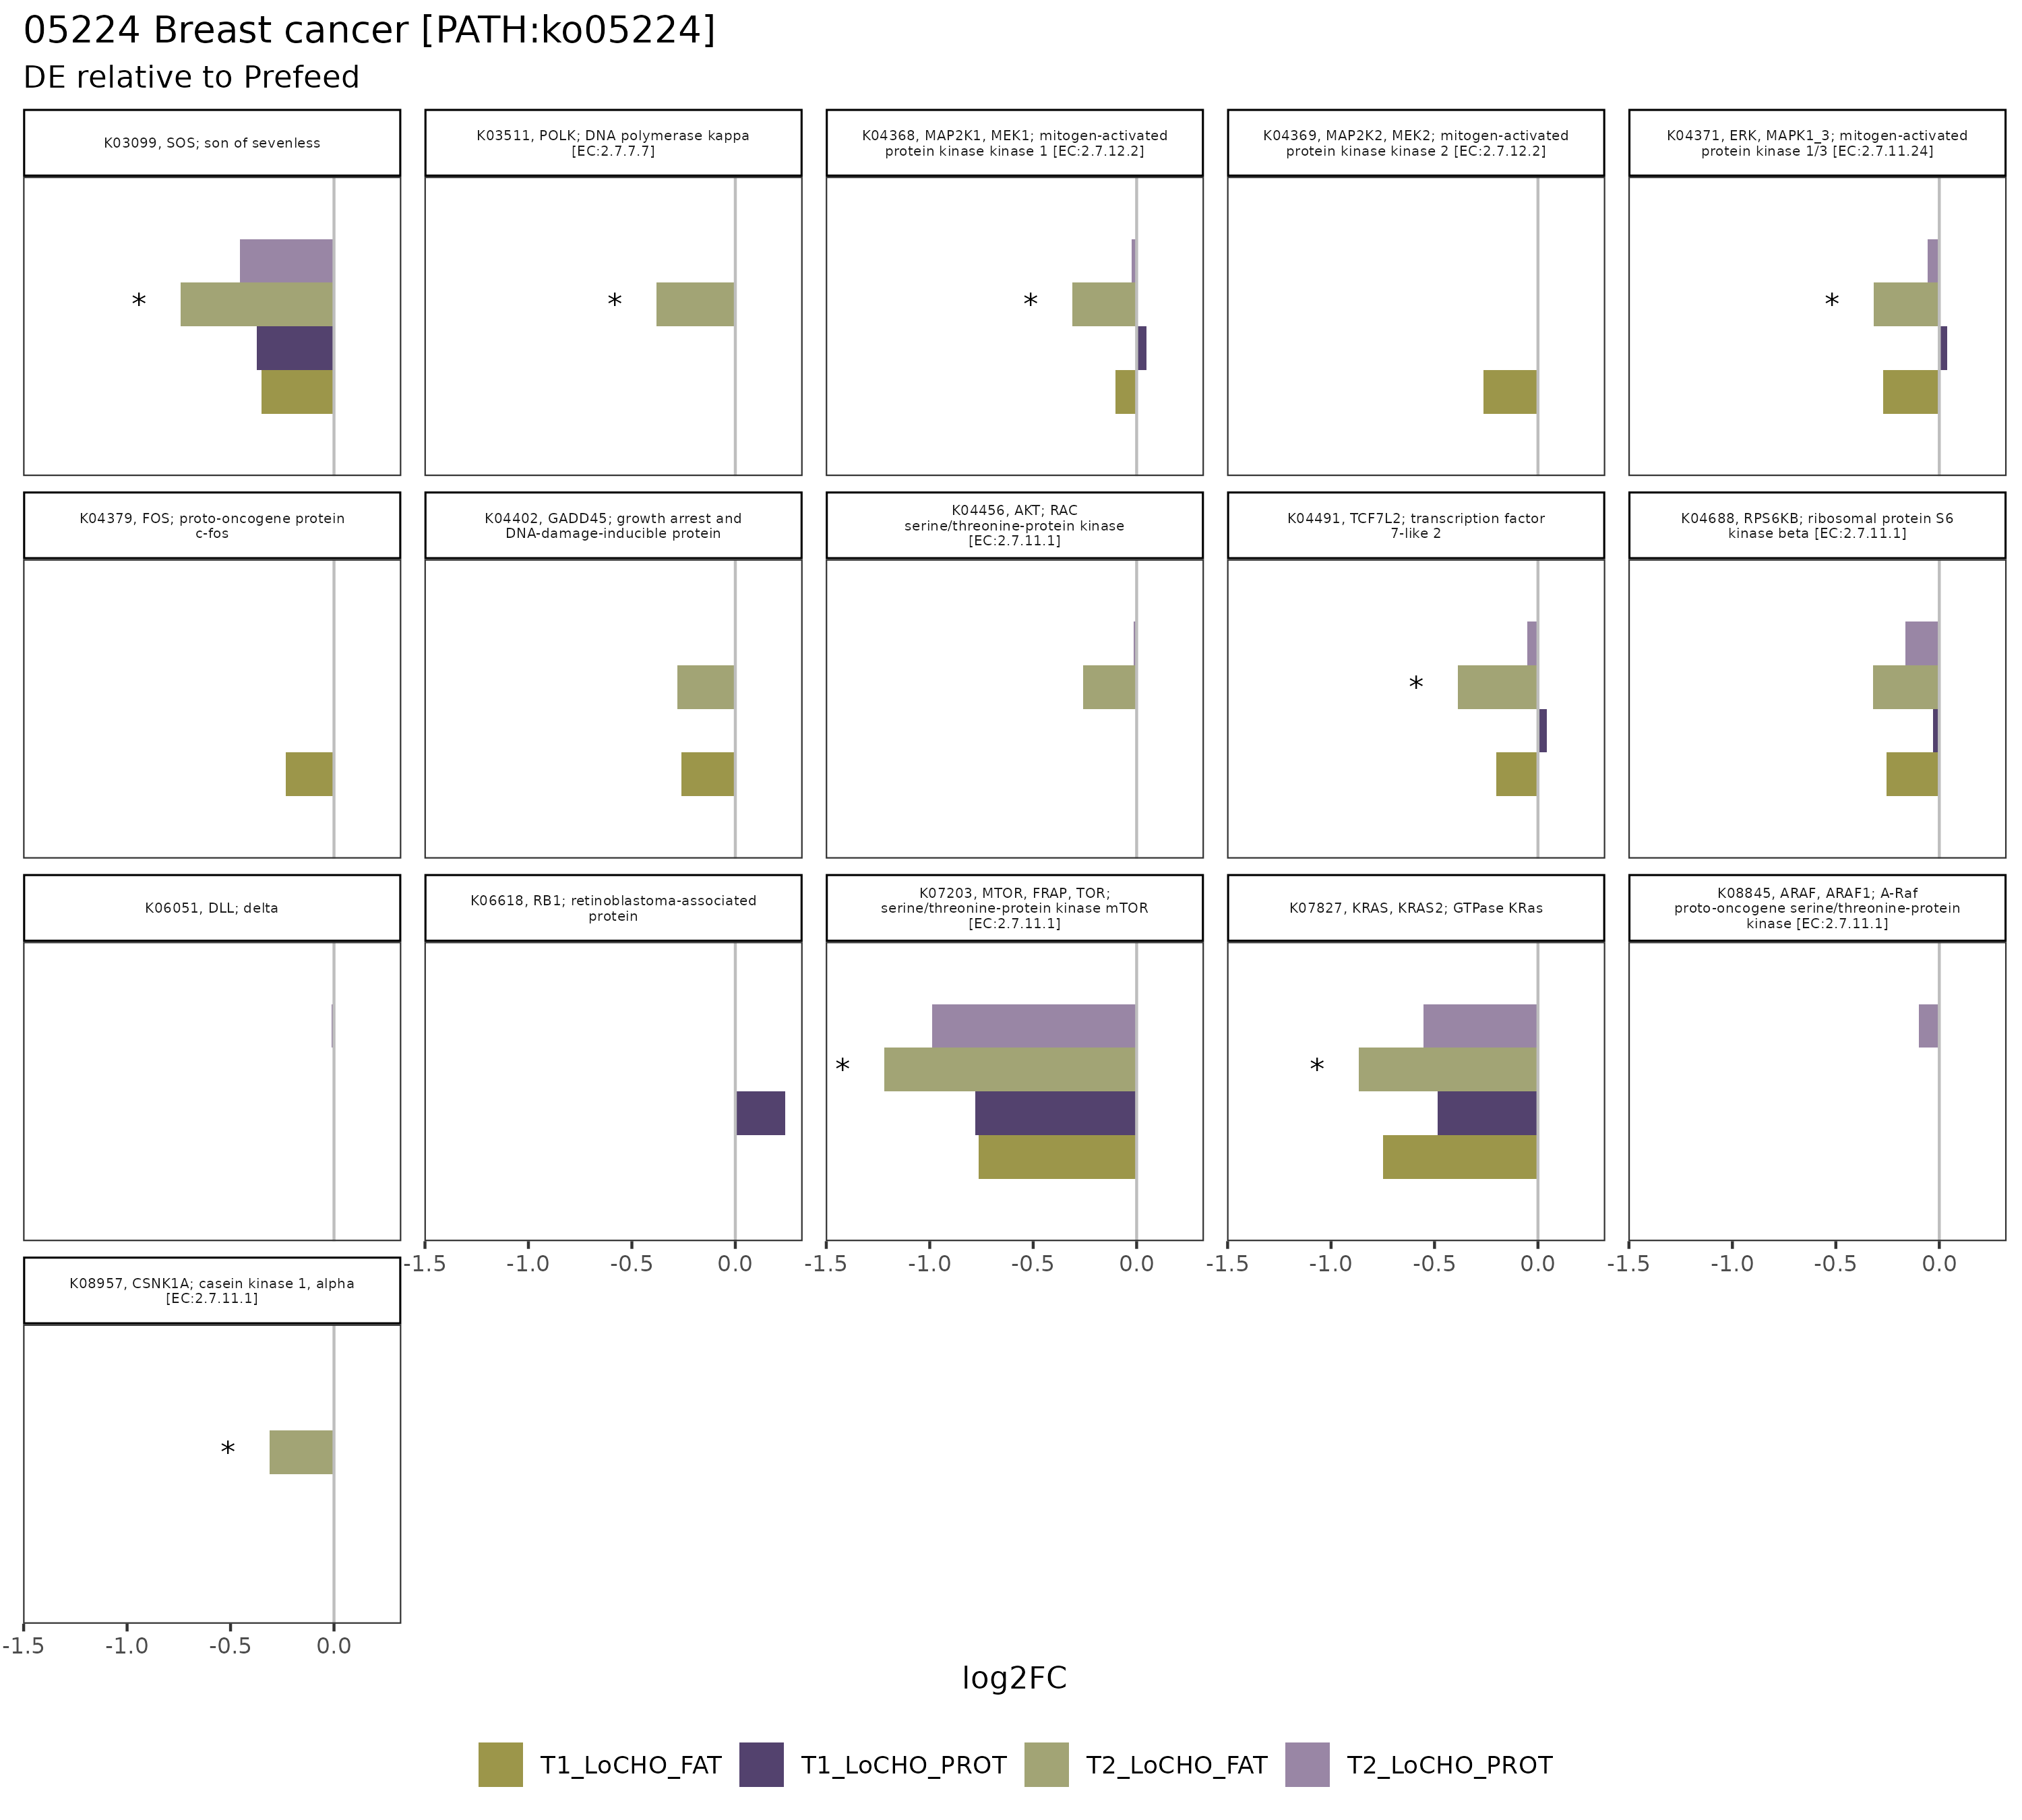 05224 Breast cancer [PATH:ko05224]
DE relative to Prefeed
K03099, SOS; son of sevenless
K03511, POLK; DNA polymerase kappa
[EC:2.7.7.7]
K04368, MAP2K1, MEK1; mitogen-activated
protein kinase kinase 1 [EC:2.7.12.2]
K04369, MAP2K2, MEK2; mitogen-activated
protein kinase kinase 2 [EC:2.7.12.2]
K04371, ERK, MAPK1_3; mitogen-activated
protein kinase 1/3 [EC:2.7.11.24]
*
*
*
*
K04379, FOS; proto-oncogene protein
c-fos
K04402, GADD45; growth arrest and
DNA-damage-inducible protein
K04456, AKT; RAC
serine/threonine-protein kinase
[EC:2.7.11.1]
K04491, TCF7L2; transcription factor
7-like 2
K04688, RPS6KB; ribosomal protein S6
kinase beta [EC:2.7.11.1]
*
K06051, DLL; delta
K06618, RB1; retinoblastoma-associated
protein
K07203, MTOR, FRAP, TOR;
serine/threonine-protein kinase mTOR
[EC:2.7.11.1]
K07827, KRAS, KRAS2; GTPase KRas
K08845, ARAF, ARAF1; A-Raf
proto-oncogene serine/threonine-protein
kinase [EC:2.7.11.1]
*
*
-1.5 -1.0 -0.5 0.0
-1.5 -1.0 -0.5 0.0
-1.5 -1.0 -0.5 0.0
-1.5 -1.0 -0.5 0.0
K08957, CSNK1A; casein kinase 1, alpha
[EC:2.7.11.1]
*
-1.5 -1.0 -0.5 0.0
log2FC
T1_LoCHO_FAT T1_LoCHO_PROT T2_LoCHO_FAT T2_LoCHO_PROT